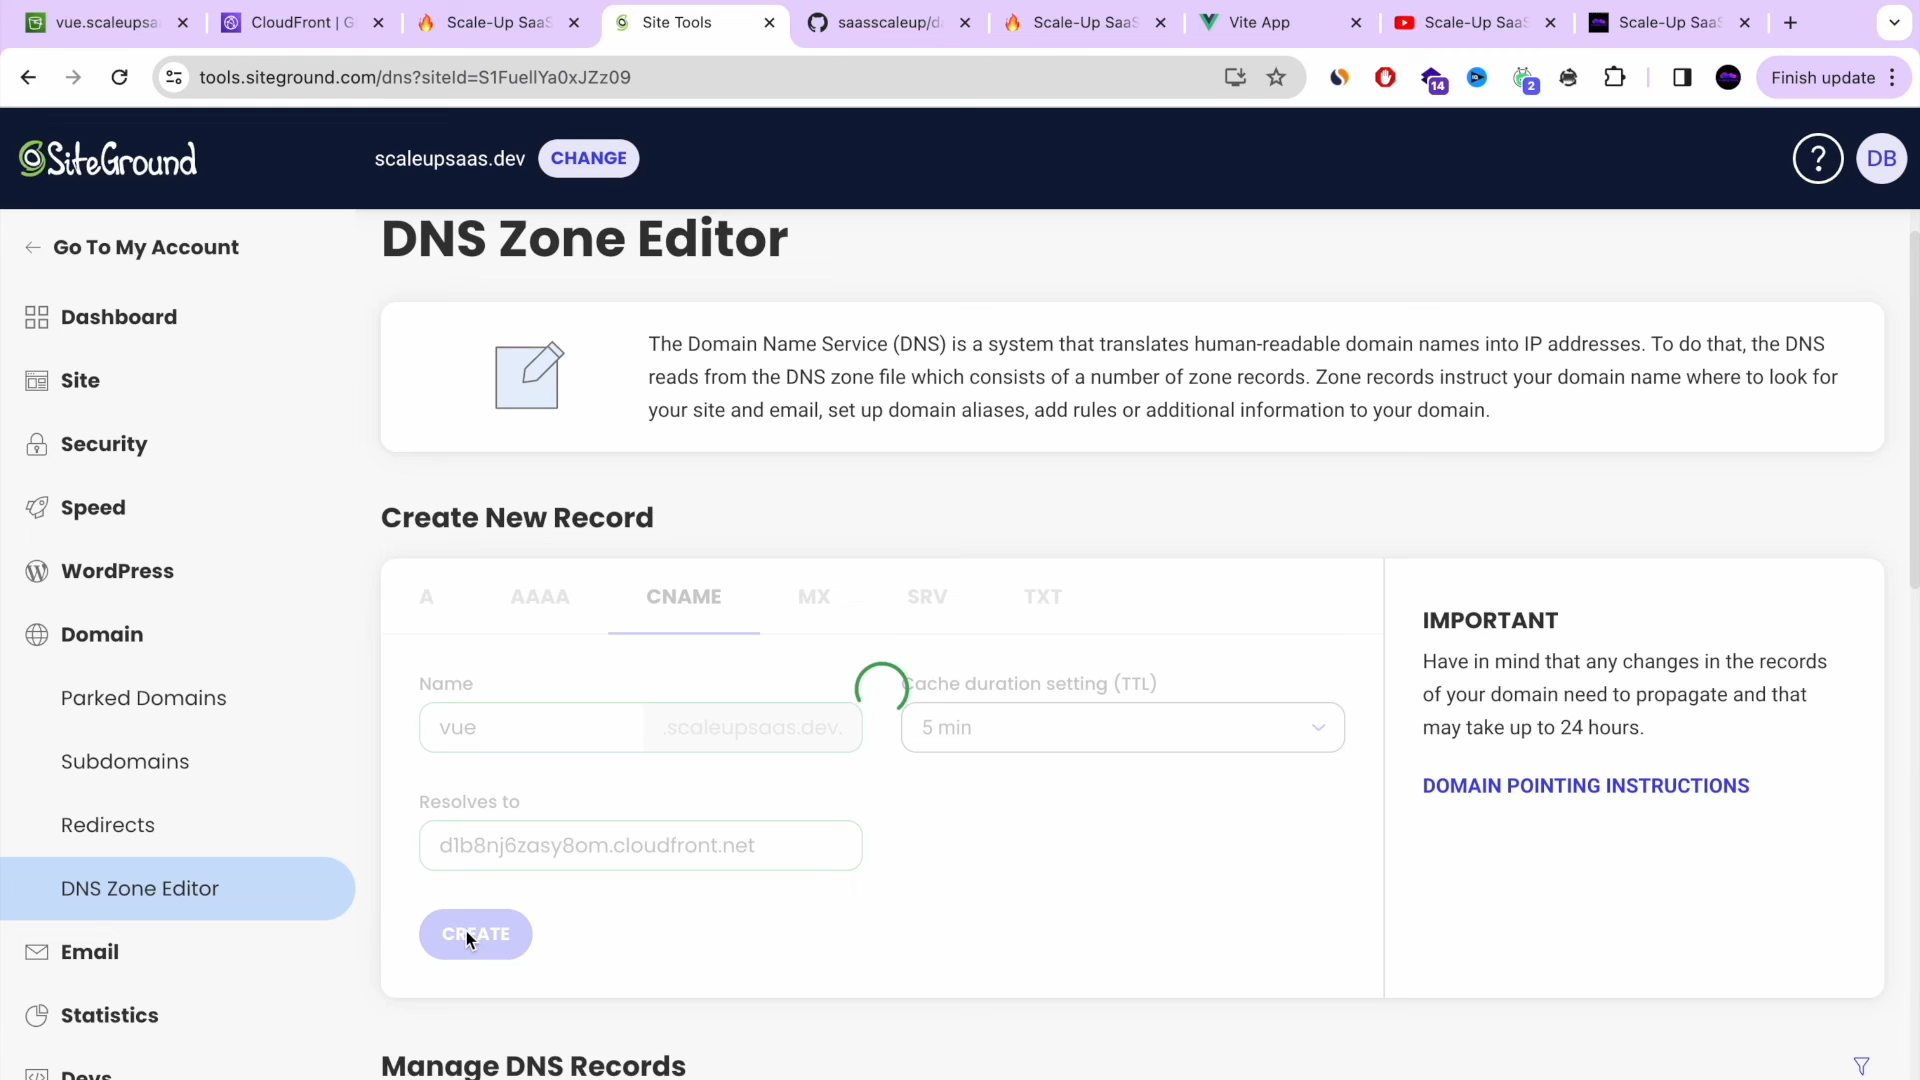 vue.scaleupsa
CloudFront | G
Scale-Up SaaS
Site Tools
saasscaleup/d
Scale-Up SaaS
Vite App
Scale-Up SaaS
Scale-Up SaaS
tools.siteground.com/dns?siteId=S1FuellYa0xJZz09
14
2
Finish update
SiteGround
scaleupsaas.dev
CHANGE
?
DB
Go To My Account
Dashboard
Site
Security
Speed
WordPress
Domain
Parked Domains
Subdomains
Redirects
DNS Zone Editor
Email
Statistics
Devs
DNS Zone Editor
The Domain Name Service (DNS) is a system that translates human-readable domain names into IP addresses. To do that, the DNS
reads from the DNS zone file which consists of a number of zone records. Zone records instruct your domain name where to look for
your site and email, set up domain aliases, add rules or additional information to your domain.
Create New Record
A AAAA CNAME MX SRV TXT
Name
vue .scaleupsaas.dev.
Cache duration setting (TTL)
5 min
Resolves to
d1b8nj6zasy8om.cloudfront.net
CREATE
IMPORTANT
Have in mind that any changes in the records
of your domain need to propagate and that
may take up to 24 hours.
DOMAIN POINTING INSTRUCTIONS
Manage DNS Records